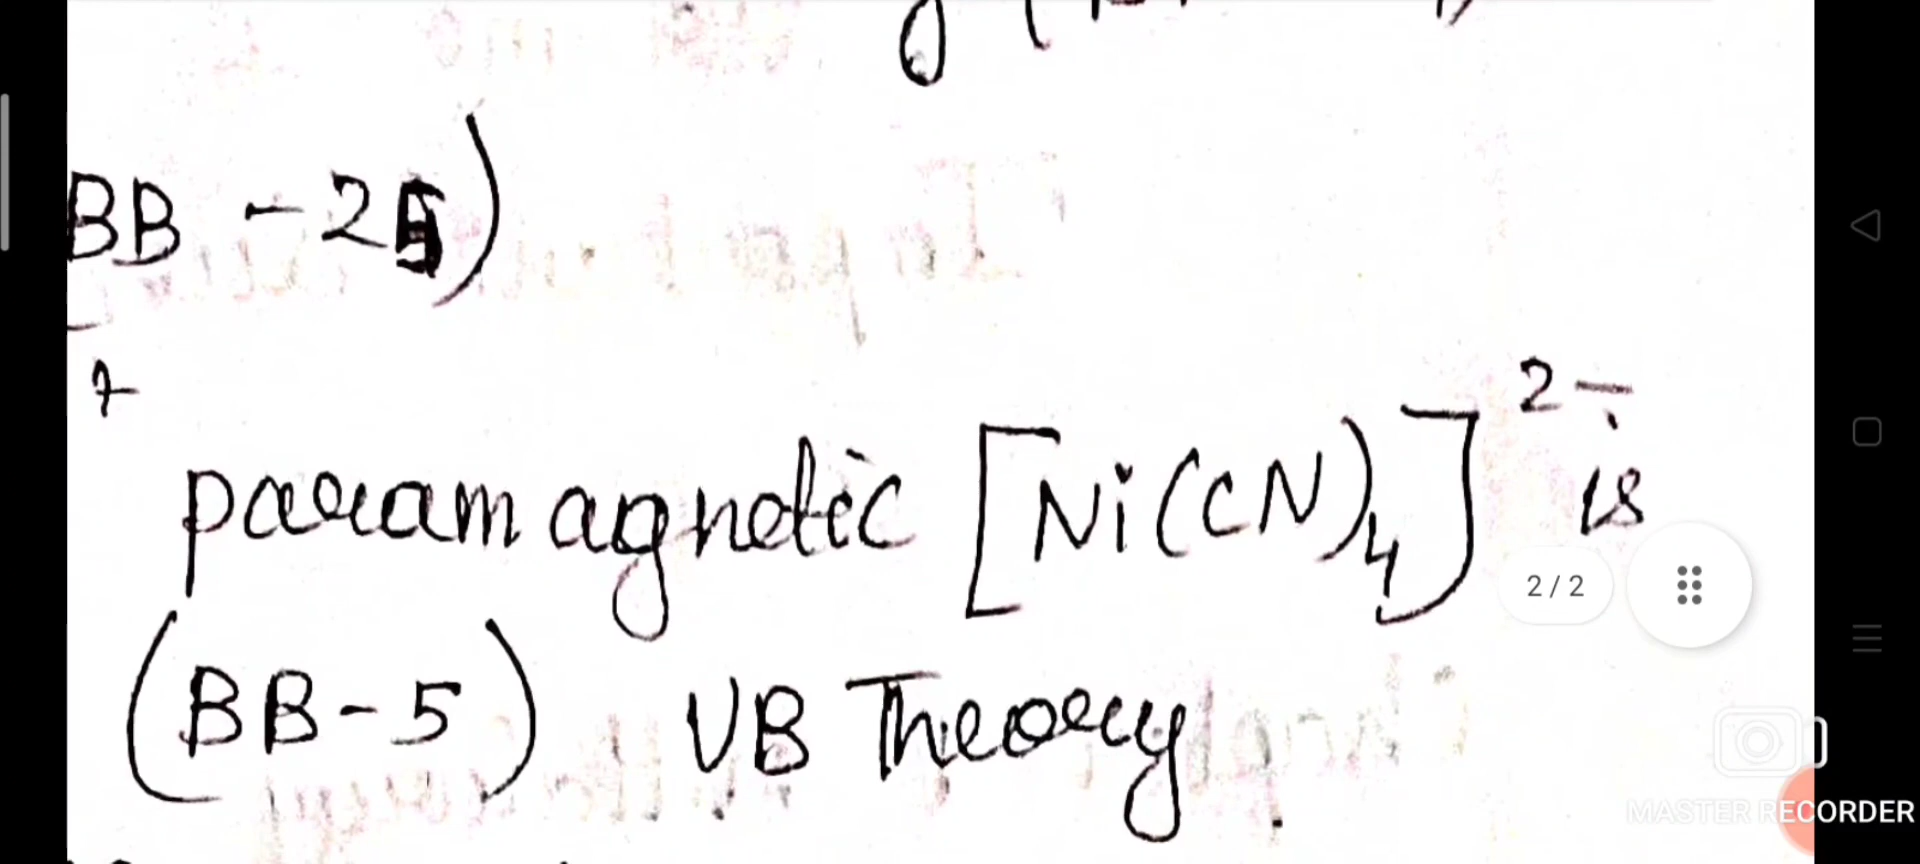 BB - 25)
paramagnetic [Ni(CN)4]2- is
2 / 2
(BB-5) VB Theory
MASTER RECORDER